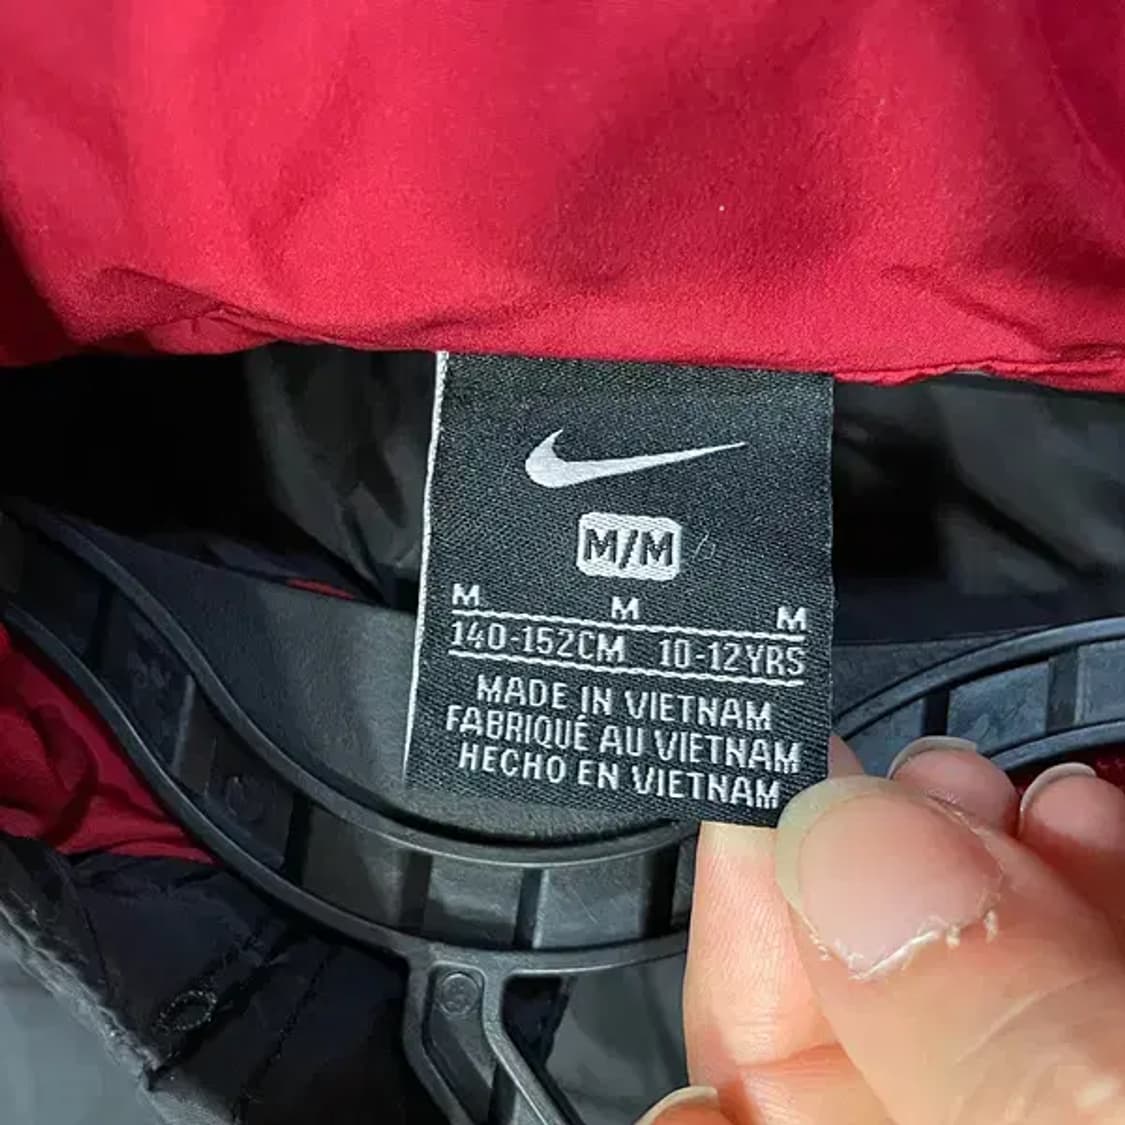 M/M
M M M
140-152CM 10-12YRS
MADE IN VIETNAM
FABRIQUÉ AU VIETNAM
HECHO EN VIETNAM